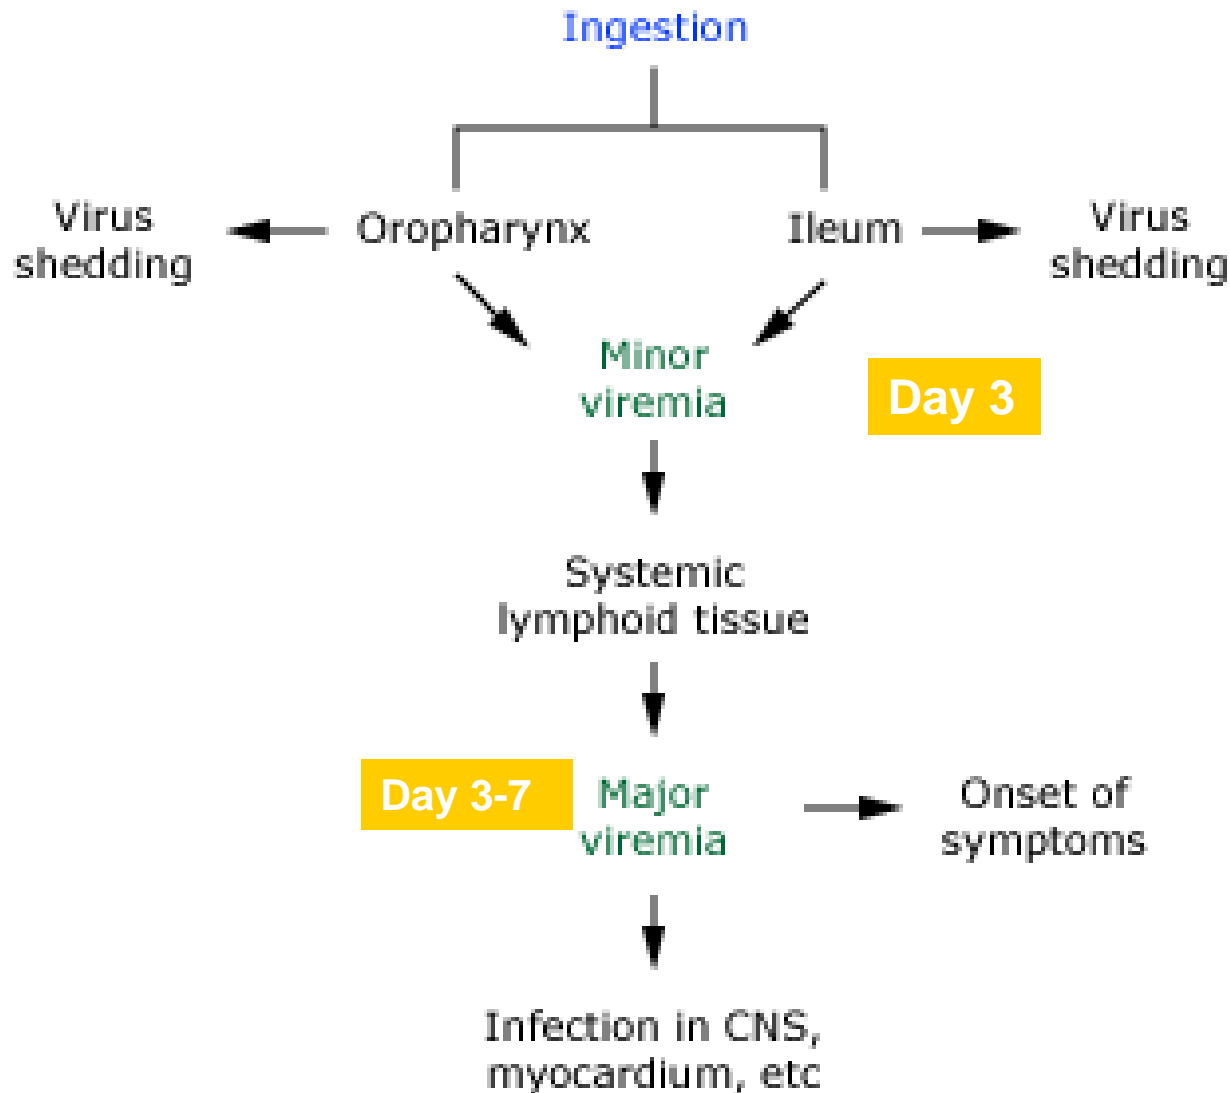 Ingestion
Virus
shedding
Oropharynx
Ileum
Virus
shedding
Minor
viremia
Day 3
Systemic
lymphoid tissue
Day 3-7
Major
viremia
Onset of
symptoms
Infection in CNS,
myocardium, etc